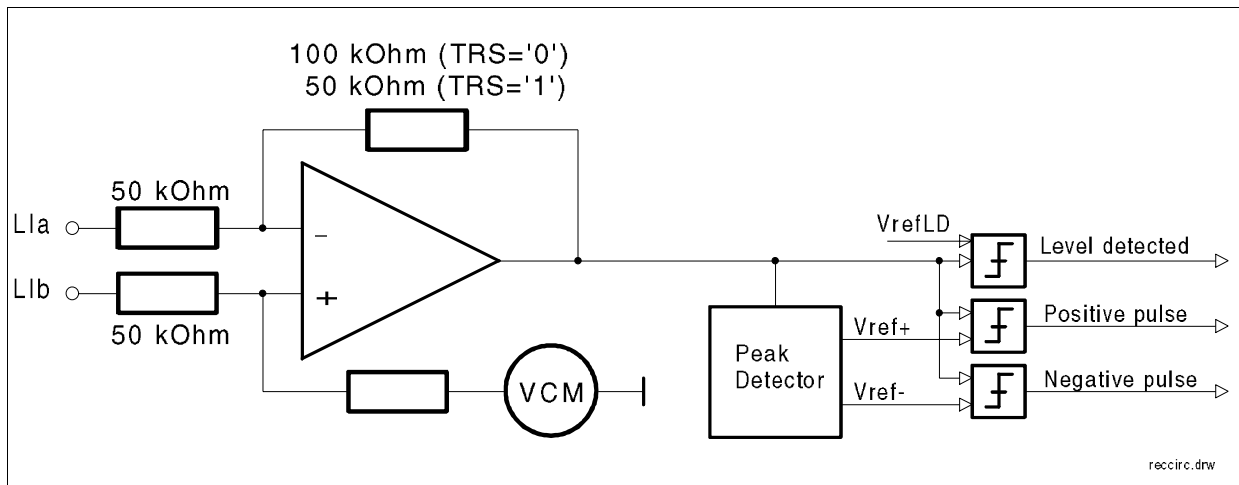 100 kOhm (TRS='0')
50 kOhm (TRS='1')
50 kOhm
LIa
-
LIb
+
50 kOhm
VCM
VrefLD
Level detected
Positive pulse
Vref+
Peak
Detector
Negative pulse
Vref-
reccirc.drw